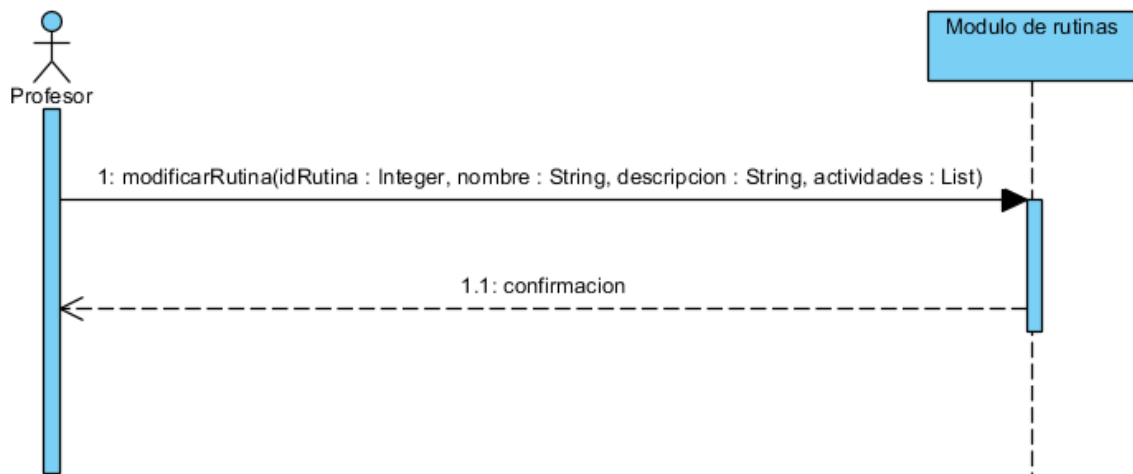 Modulo de rutinas
Profesor
1: modificarRutina(idRutina : Integer, nombre : String, descripcion : String, actividades : List)
1.1: confirmacion